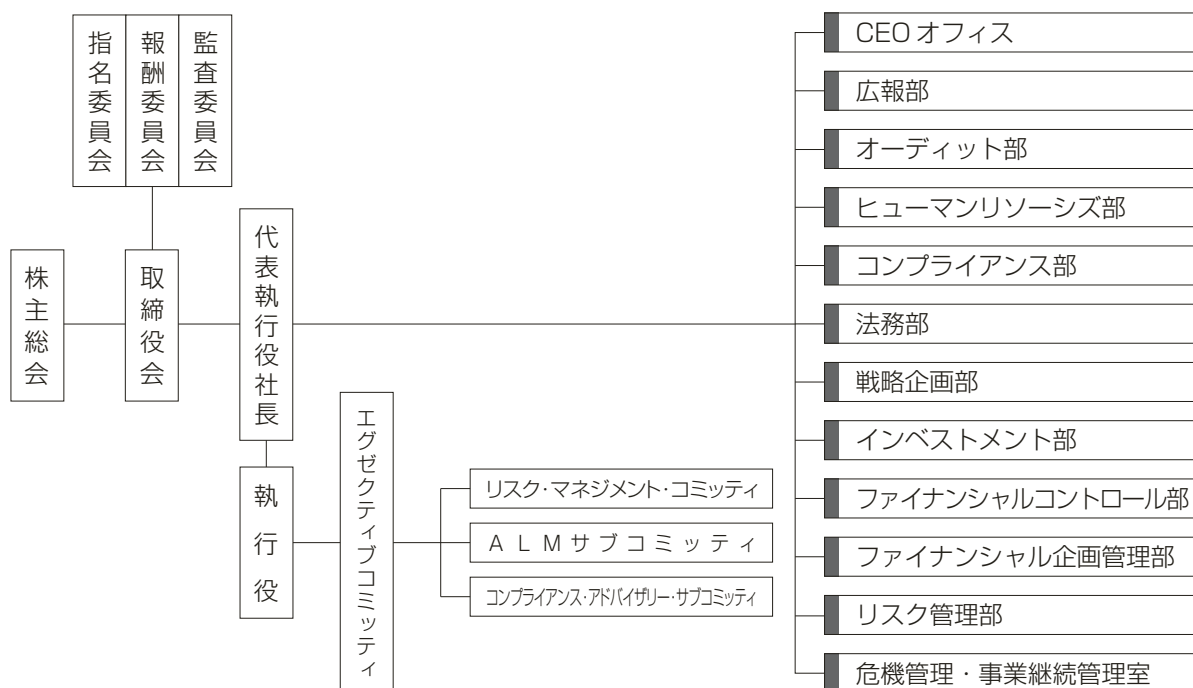 指名委員会
報酬委員会
監査委員会
株主総会
取締役会
代表執行役社長
執行役
エグゼクティブコミッティ
リスク・マネジメント・コミッティ
ALMサブコミッティ
コンプライアンス・アドバイザリー・サブコミッティ
CEOオフィス
広報部
オーディット部
ヒューマンリソーシズ部
コンプライアンス部
法務部
戦略企画部
インベストメント部
ファイナンシャルコントロール部
ファイナンシャル企画管理部
リスク管理部
危機管理・事業継続管理室